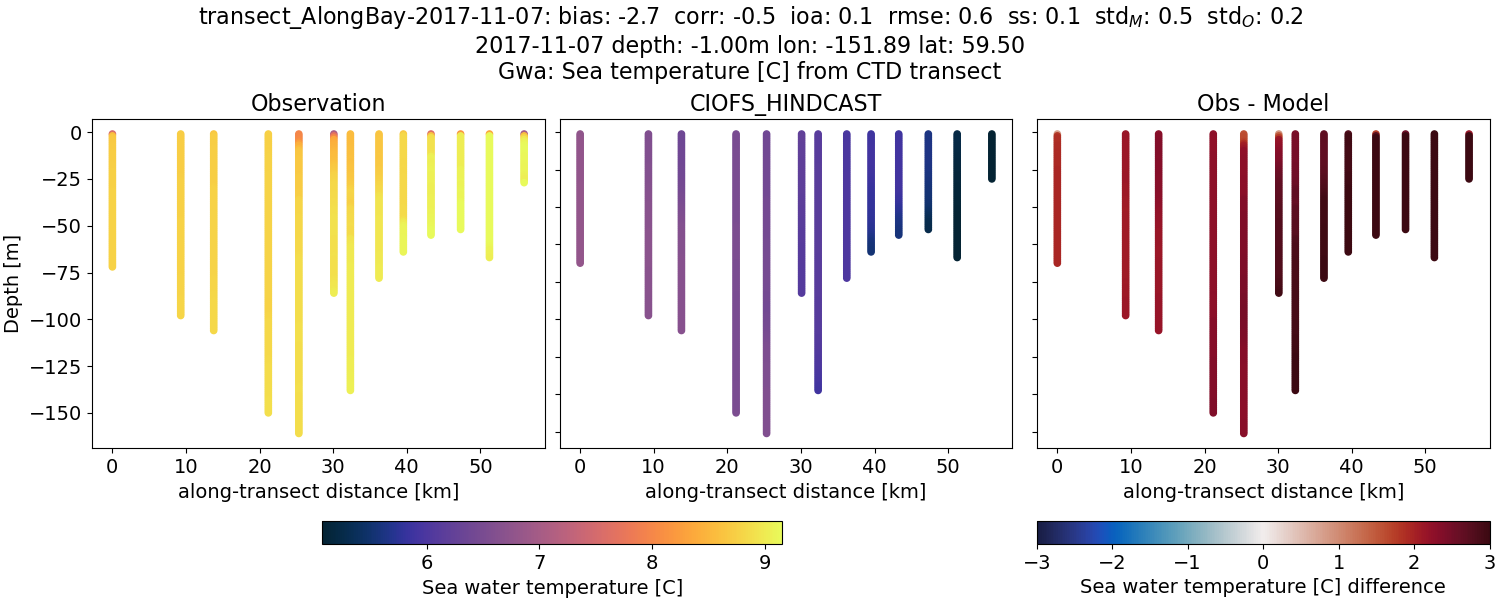 transect_AlongBay-2017-11-07: bias: -2.7  corr: -0.5  ioa: 0.1  rmse: 0.6  ss: 0.1  std_M: 0.5  std_O: 0.2
2017-11-07 depth: -1.00m lon: -151.89 lat: 59.50
Gwa: Sea temperature [C] from CTD transect
Observation
CIOFS_HINDCAST
Obs - Model
Depth [m]
0
−25
−50
−75
−100
−125
−150
0 10 20 30 40 50
along-transect distance [km]
0 10 20 30 40 50
along-transect distance [km]
0 10 20 30 40 50
along-transect distance [km]
6 7 8 9
Sea water temperature [C]
−3 −2 −1 0 1 2 3
Sea water temperature [C] difference